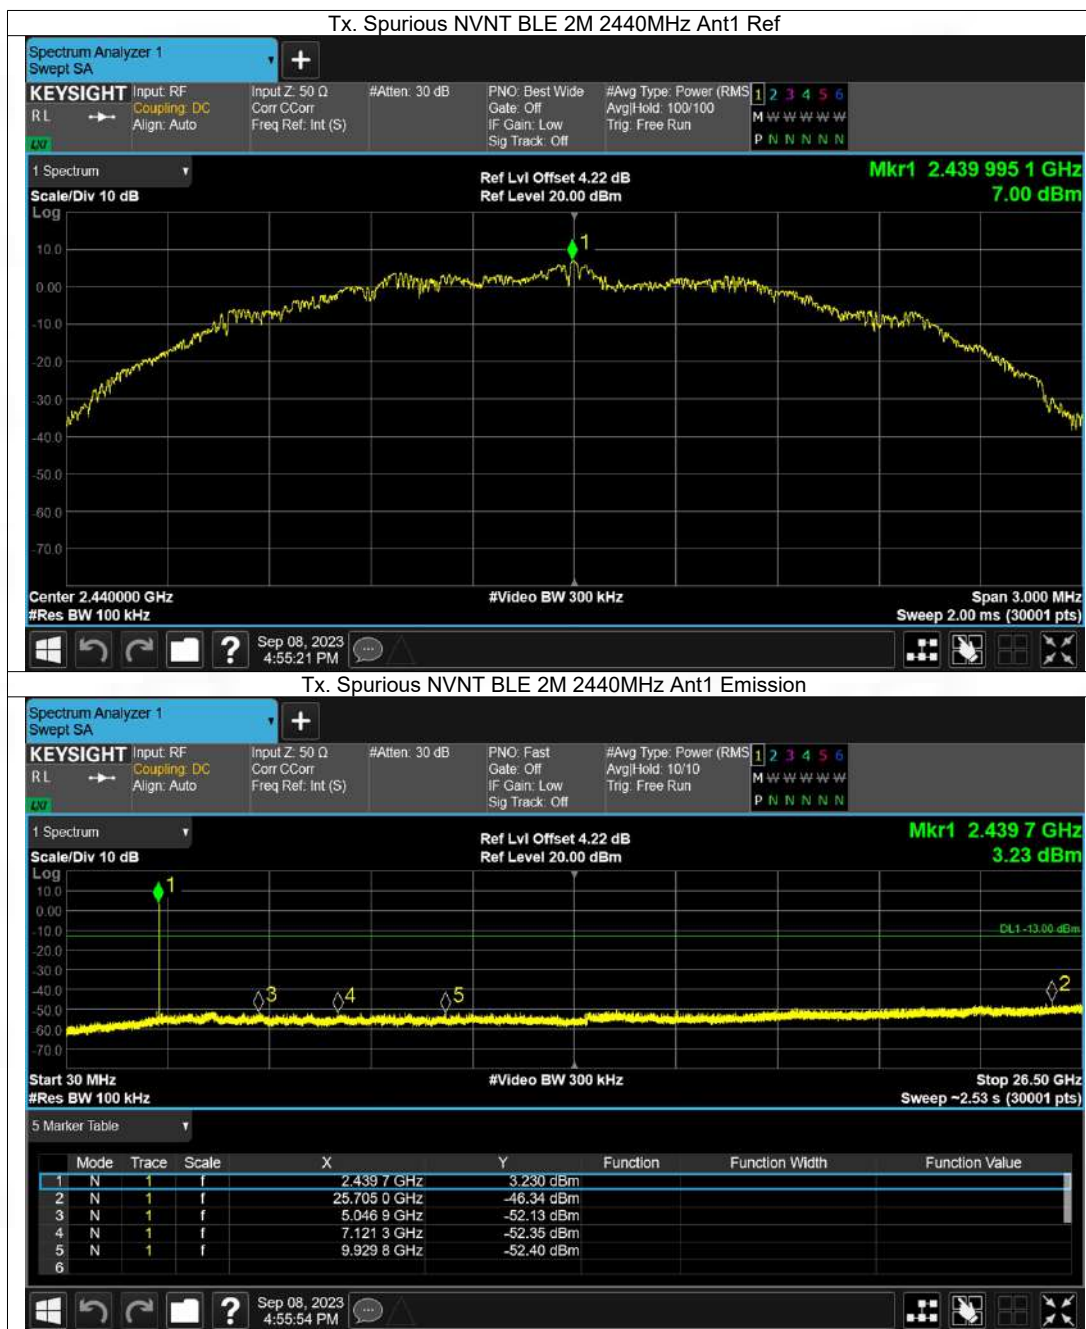 Tx. Spurious NVNT BLE 2M 2440MHz Ant1 Ref
Spectrum Analyzer 1
Swept SA
KEYSIGHT Input: RF Input Z: 50 Ω #Atten: 30 dB PNO: Best Wide #Avg Type: Power (RMS 1 2 3 4 5 6
RL Coupling: DC Corr CCorr Gate: Off Avg|Hold: 100/100 M W W W W W
Align: Auto Freq Ref: Int (S) IF Gain: Low Trig: Free Run
LXI Sig Track: Off P N N N N N
1 Spectrum Ref Lvl Offset 4.22 dB Mkr1 2.439 995 1 GHz
Scale/Div 10 dB Ref Level 20.00 dBm 7.00 dBm
Log
1
10.0
0.00
-10.0
-20.0
-30.0
-40.0
-50.0
-60.0
-70.0
Center 2.440000 GHz #Video BW 300 kHz Span 3.000 MHz
#Res BW 100 kHz Sweep 2.00 ms (30001 pts)
Sep 08, 2023
4:55:21 PM
Tx. Spurious NVNT BLE 2M 2440MHz Ant1 Emission
Spectrum Analyzer 1
Swept SA
KEYSIGHT Input: RF Input Z: 50 Ω #Atten: 30 dB PNO: Fast #Avg Type: Power (RMS 1 2 3 4 5 6
RL Coupling: DC Corr CCorr Gate: Off Avg|Hold: 10/10 M W W W W W
Align: Auto Freq Ref: Int (S) IF Gain: Low Trig: Free Run
LXI Sig Track: Off P N N N N N
1 Spectrum Ref Lvl Offset 4.22 dB Mkr1 2.439 7 GHz
Scale/Div 10 dB Ref Level 20.00 dBm 3.23 dBm
Log
10.0 1
0.00
-10.0 DL1 -13.00 dBm
-20.0
-30.0
-40.0 3 4 5 2
-50.0
-60.0
-70.0
Start 30 MHz #Video BW 300 kHz Stop 26.50 GHz
#Res BW 100 kHz Sweep ~2.53 s (30001 pts)
5 Marker Table
Mode Trace Scale X Y Function Function Width Function Value
1 N 1 f 2.439 7 GHz 3.230 dBm
2 N 1 f 25.705 0 GHz -46.34 dBm
3 N 1 f 5.046 9 GHz -52.13 dBm
4 N 1 f 7.121 3 GHz -52.35 dBm
5 N 1 f 9.929 8 GHz -52.40 dBm
6
Sep 08, 2023
4:55:54 PM